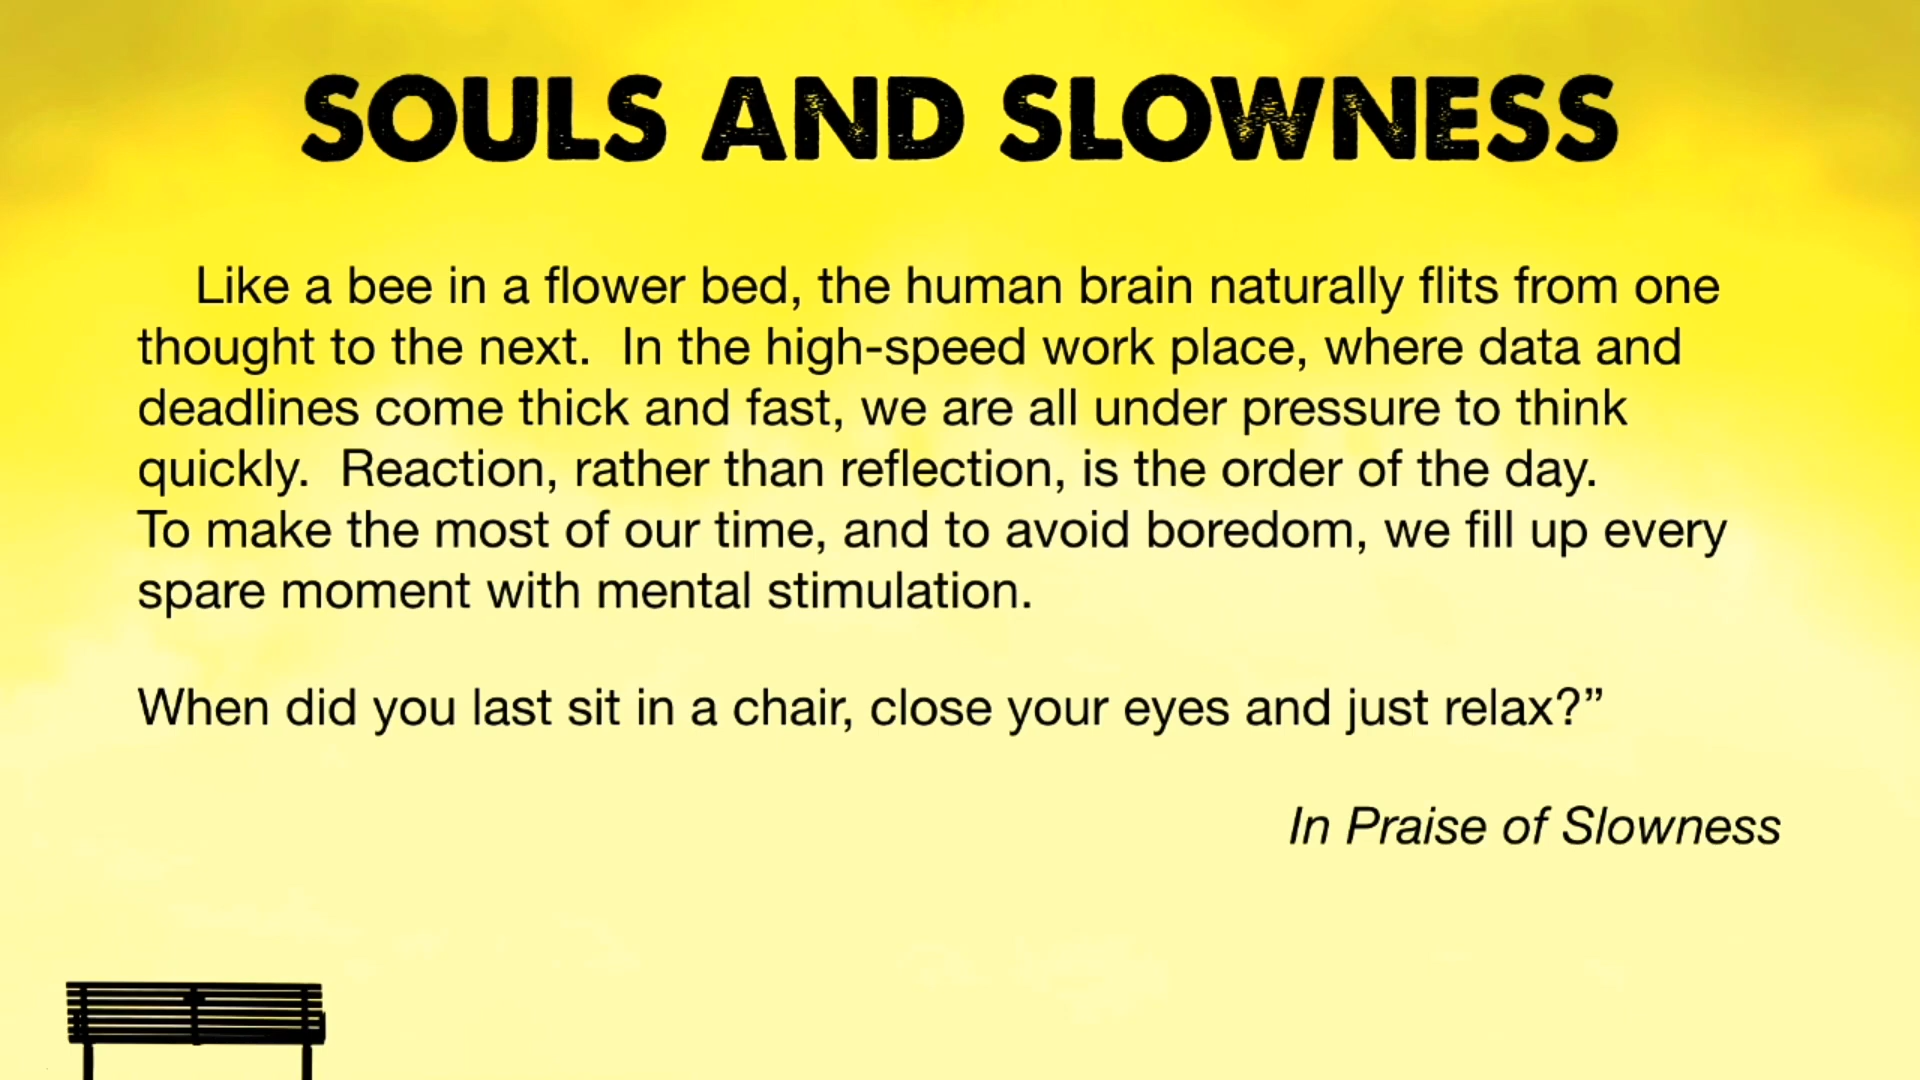 SOULS AND SLOWNESS
Like a bee in a flower bed, the human brain naturally flits from one
thought to the next.  In the high-speed work place, where data and
deadlines come thick and fast, we are all under pressure to think
quickly.  Reaction, rather than reflection, is the order of the day.
To make the most of our time, and to avoid boredom, we fill up every
spare moment with mental stimulation.
When did you last sit in a chair, close your eyes and just relax?”
In Praise of Slowness